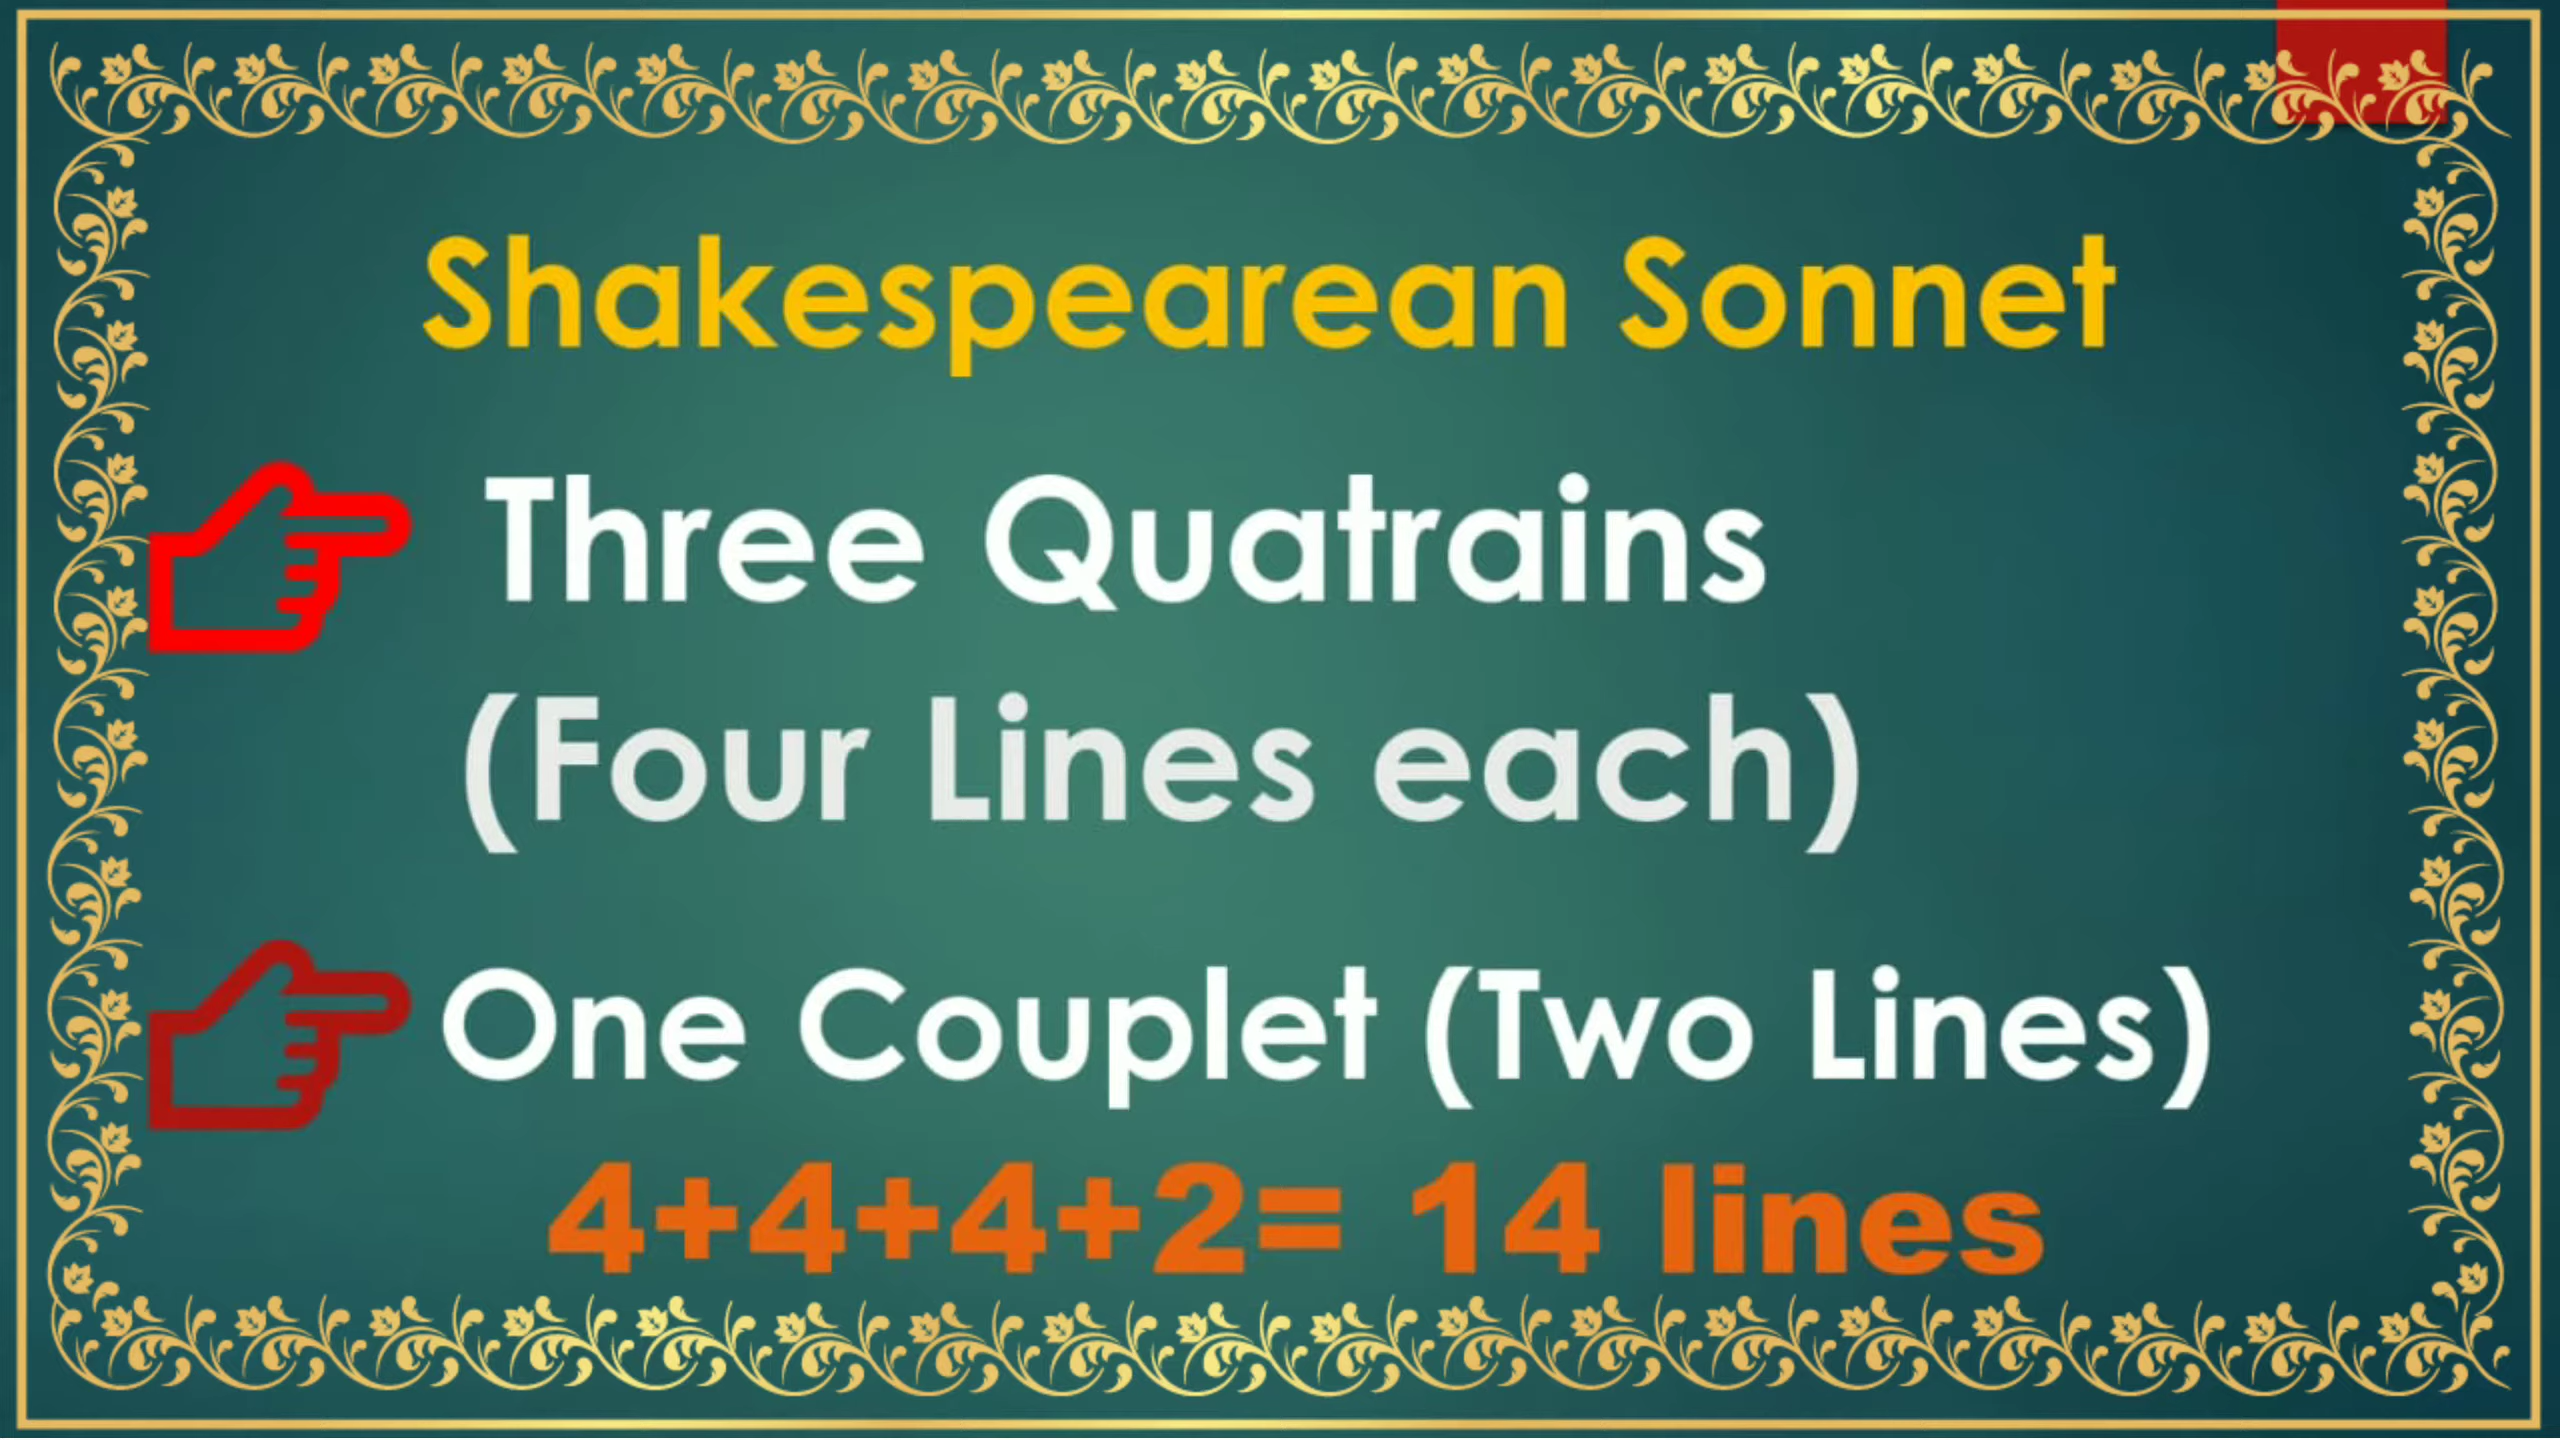 Shakespearean Sonnet
Three Quatrains
(Four Lines each)
One Couplet (Two Lines)
4+4+4+2= 14 lines